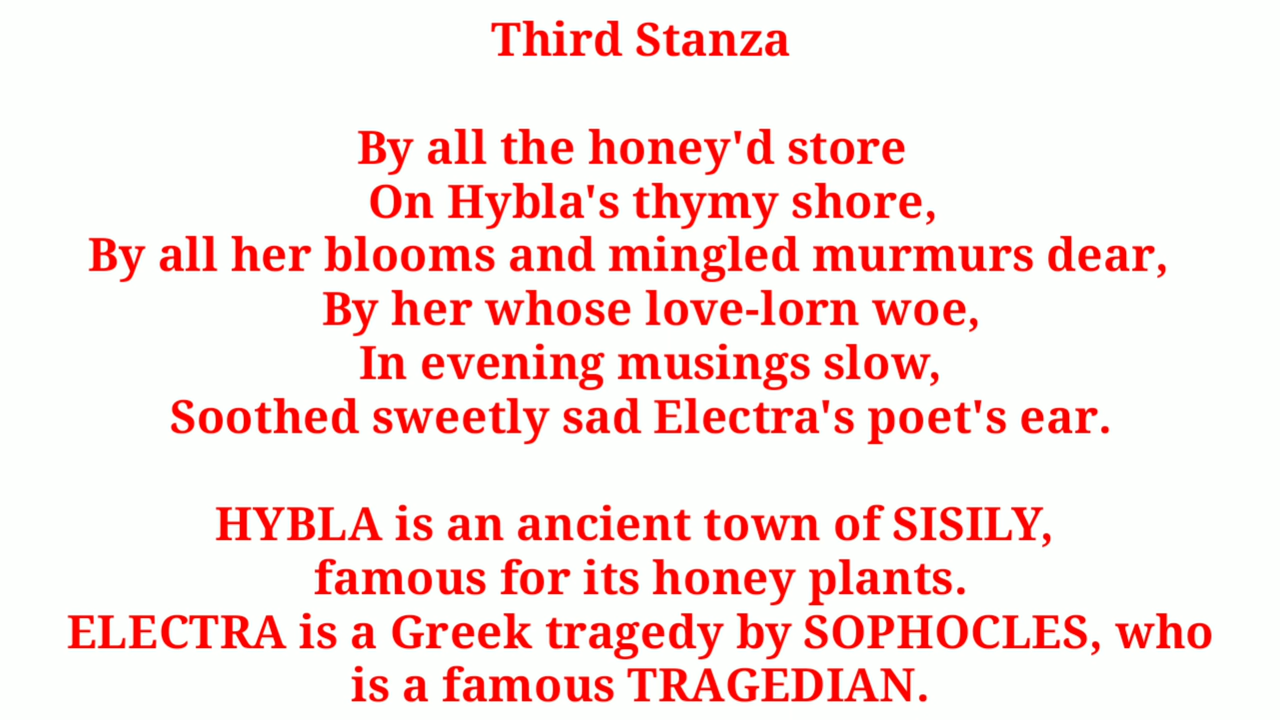 Third Stanza
By all the honey'd store
On Hybla's thymy shore,
By all her blooms and mingled murmurs dear,
By her whose love-lorn woe,
In evening musings slow,
Soothed sweetly sad Electra's poet's ear.
HYBLA is an ancient town of SISILY,
famous for its honey plants.
ELECTRA is a Greek tragedy by SOPHOCLES, who
is a famous TRAGEDIAN.